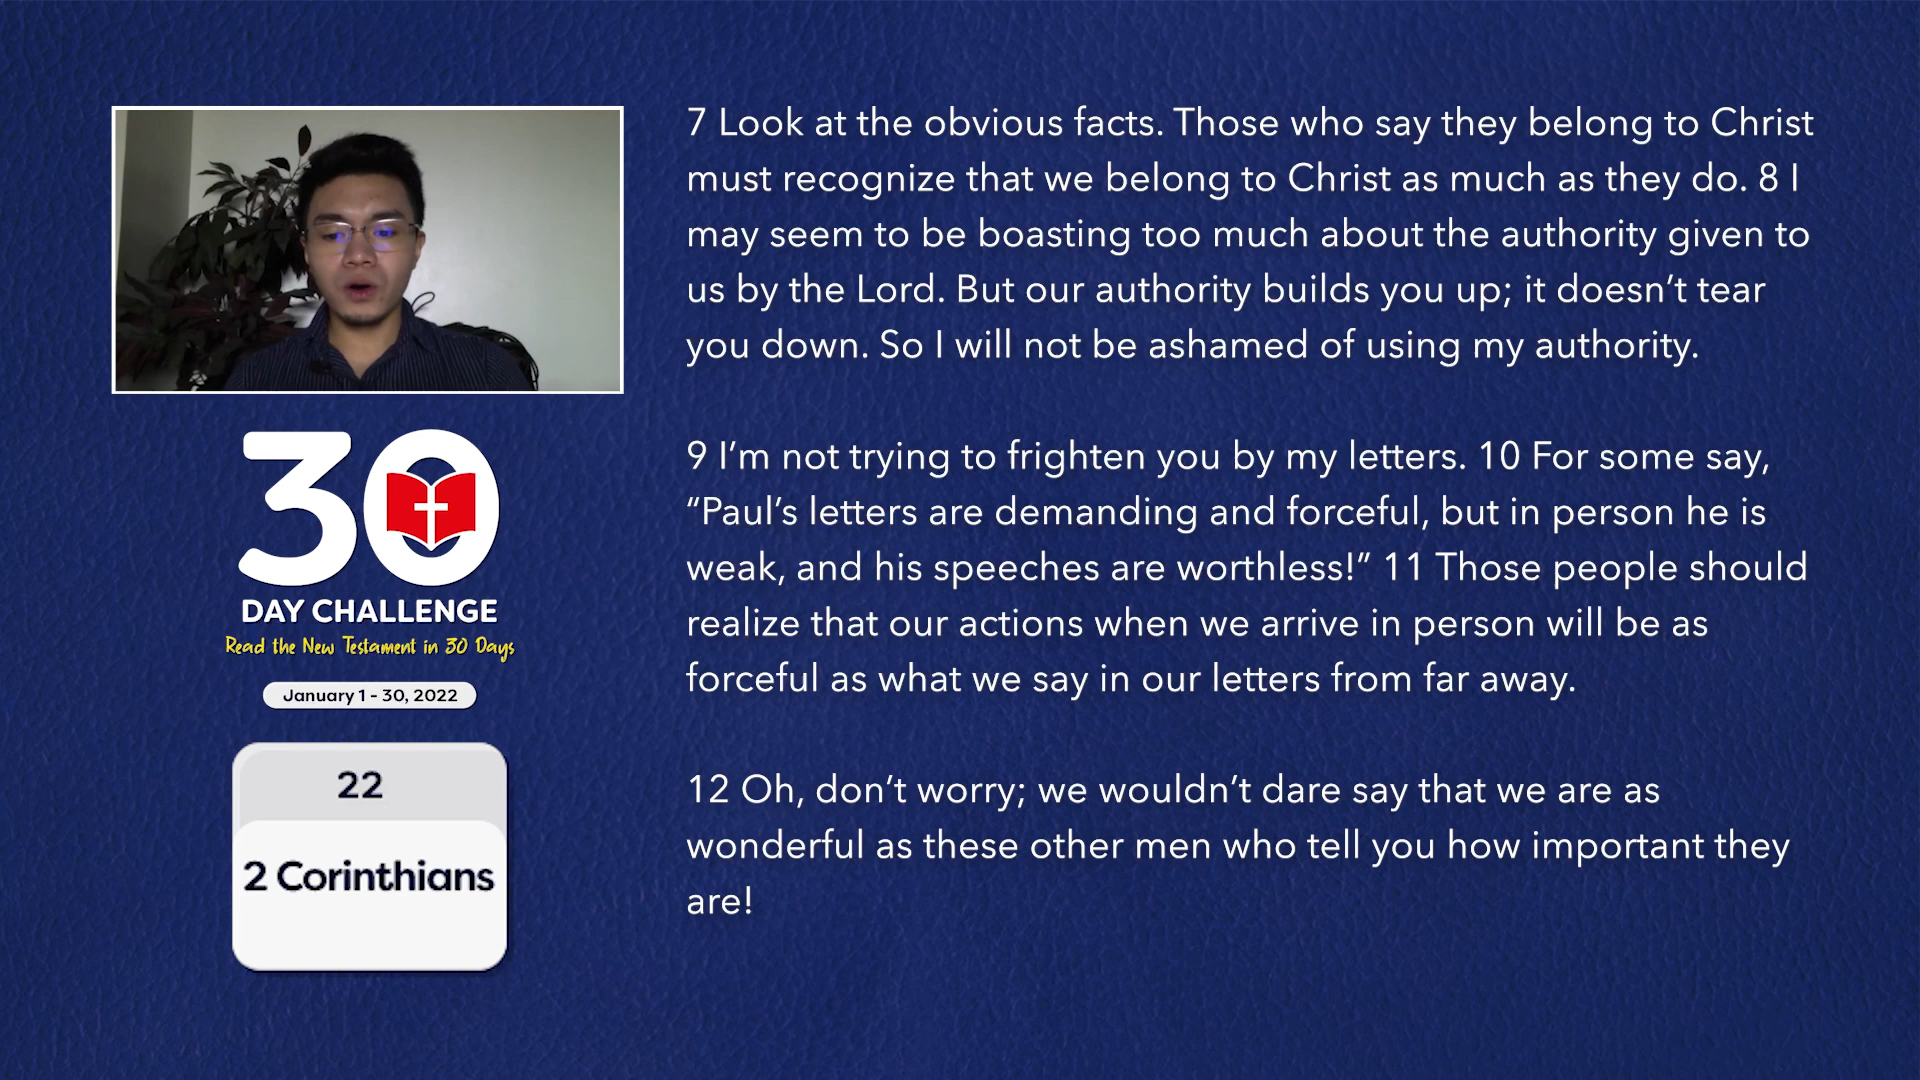 7 Look at the obvious facts. Those who say they belong to Christ
must recognize that we belong to Christ as much as they do. 8 I
may seem to be boasting too much about the authority given to
us by the Lord. But our authority builds you up; it doesn’t tear
you down. So I will not be ashamed of using my authority.
9 I’m not trying to frighten you by my letters. 10 For some say,
“Paul’s letters are demanding and forceful, but in person he is
weak, and his speeches are worthless!” 11 Those people should
realize that our actions when we arrive in person will be as
forceful as what we say in our letters from far away.
12 Oh, don’t worry; we wouldn’t dare say that we are as
wonderful as these other men who tell you how important they
are!
30
DAY CHALLENGE
Read the New Testament in 30 Days
January 1 - 30, 2022
22
2 Corinthians